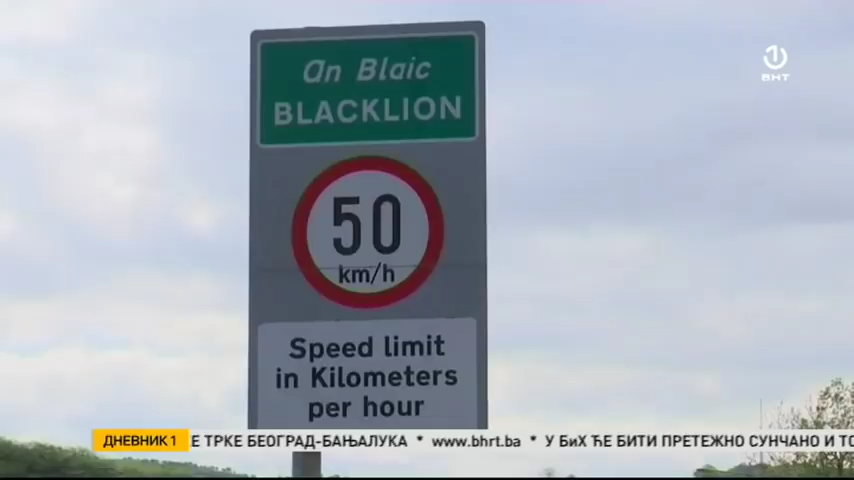 An Blaic
BLACKLION
50
km/h
Speed limit
in Kilometers
per hour
1
BHT
ДНЕВНИК 1
Е ТРКЕ БЕОГРАД-БАЊАЛУКА * www.bhrt.ba * У БиХ ЋЕ БИТИ ПРЕТЕЖНО СУНЧАНО И ТО